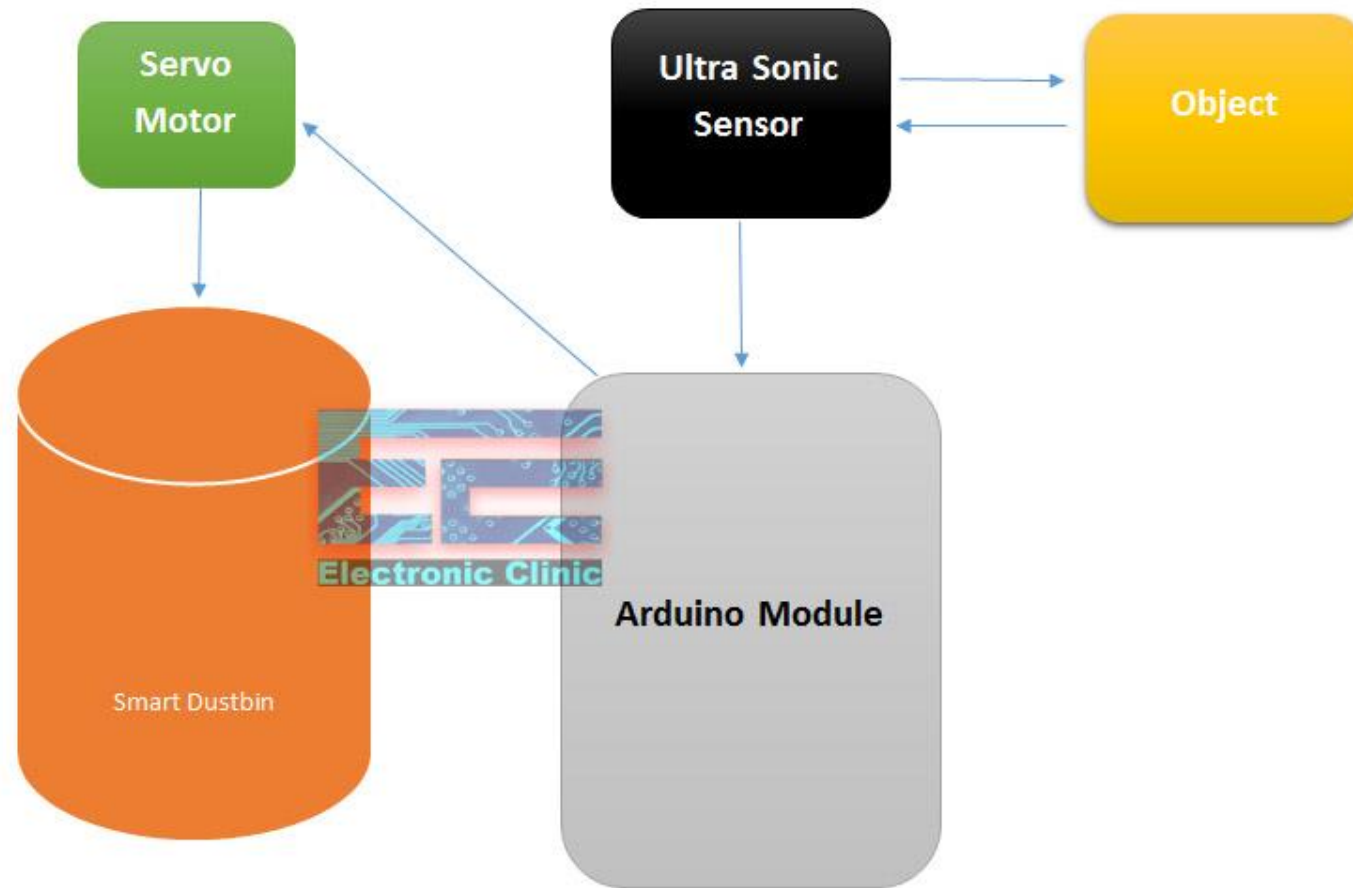 Servo
Motor
Ultra Sonic
Sensor
Object
Electronic Clinic
Arduino Module
Smart Dustbin